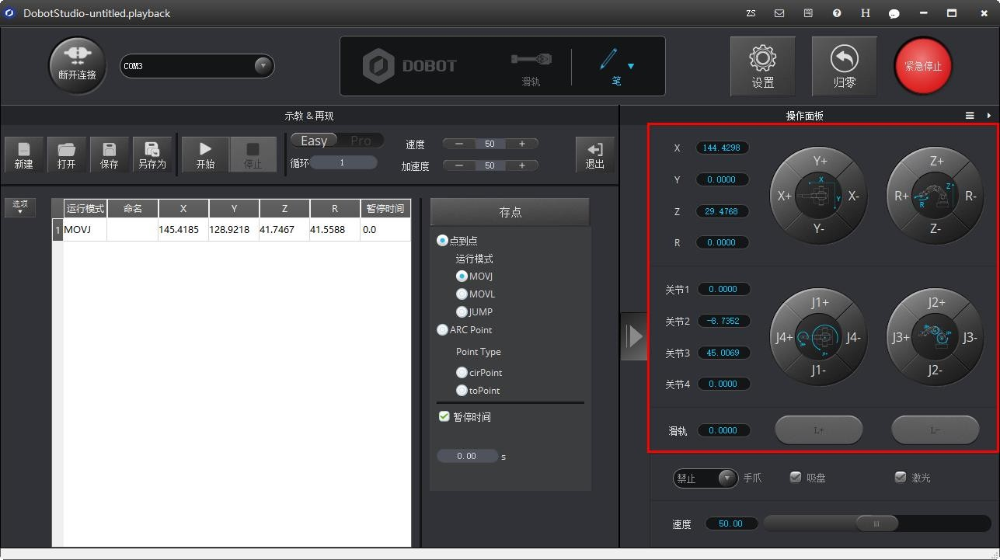 DobotStudio-untitled.playback
ZS
H
断开连接
COM3
DOBOT
滑轨
笔
设置
归零
紧急停止
示教 & 再现
操作面板
新建
打开
保存
另存为
开始
停止
Easy
Pro
循环
1
速度
— 50 +
加速度
— 50 +
退出
选项
运行模式 命名 X Y Z R 暂停时间
1 MOVJ 145.4185 128.9218 41.7467 41.5588 0.0
存点
点到点
运行模式
MOVJ
MOVL
JUMP
ARC Point
Point Type
cirPoint
toPoint
暂停时间
0.00 s
X 144.4298
Y 0.0000
Z 29.4768
R 0.0000
Y+
X+
X-
Y-
X
Y
Z+
R+
R-
Z-
Z
R
关节1 0.0000
关节2 -8.7352
关节3 45.0069
关节4 0.0000
J1+
J4+
J4-
J1-
J2+
J3+
J3-
J2-
滑轨 0.0000
L+
L-
禁止
手爪
吸盘
激光
速度 50.00